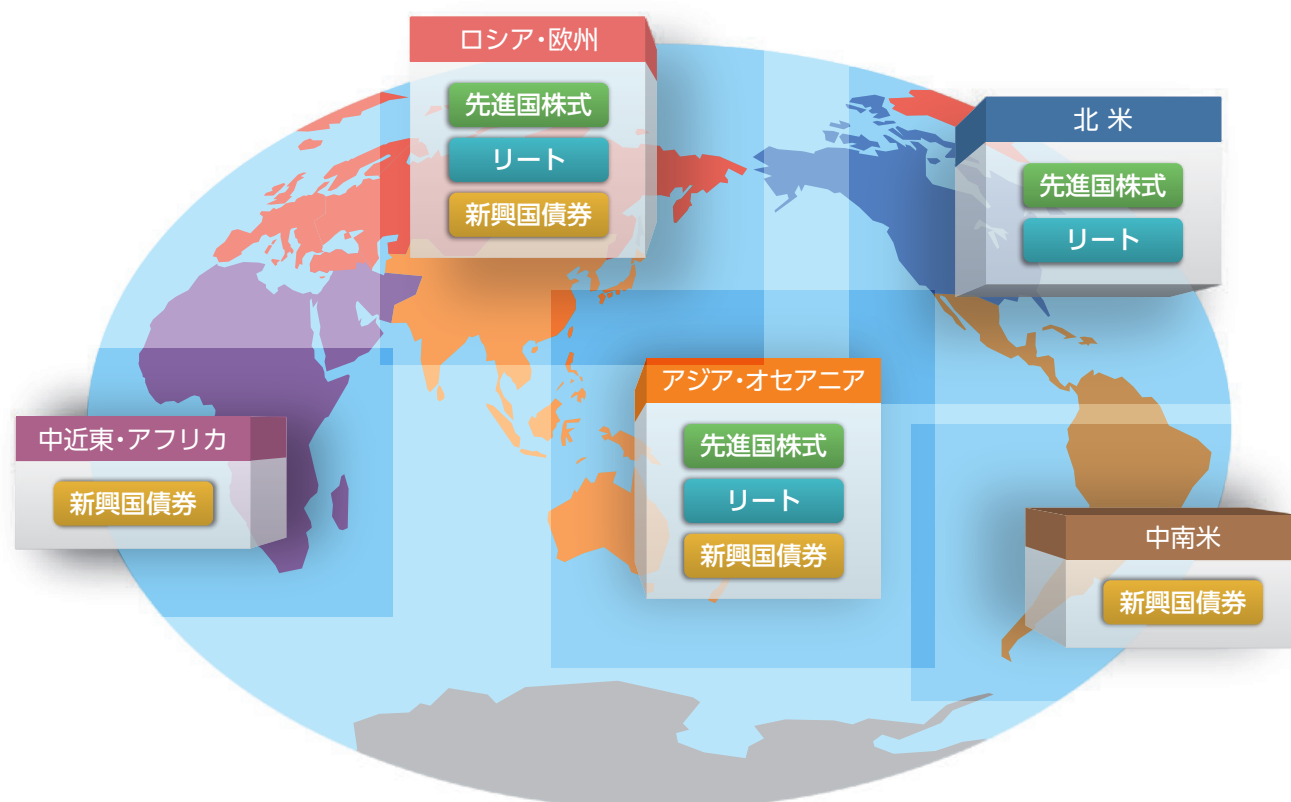 ロシア・欧州
先進国株式
リート
新興国債券
北 米
先進国株式
リート
アジア・オセアニア
先進国株式
リート
新興国債券
中近東・アフリカ
新興国債券
中南米
新興国債券